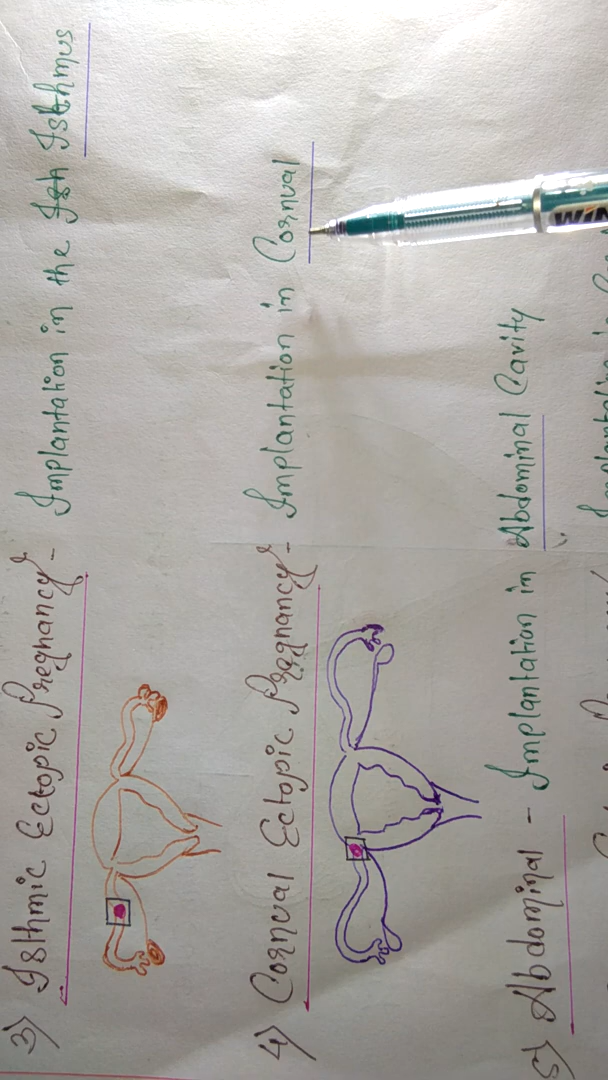 3) Isthmic Ectopic Pregnancy - Implantation in the Isthmus
4) Cornual Ectopic Pregnancy - Implantation in Cornual
5) Abdominal - Implantation in Abdominal Cavity
WIN